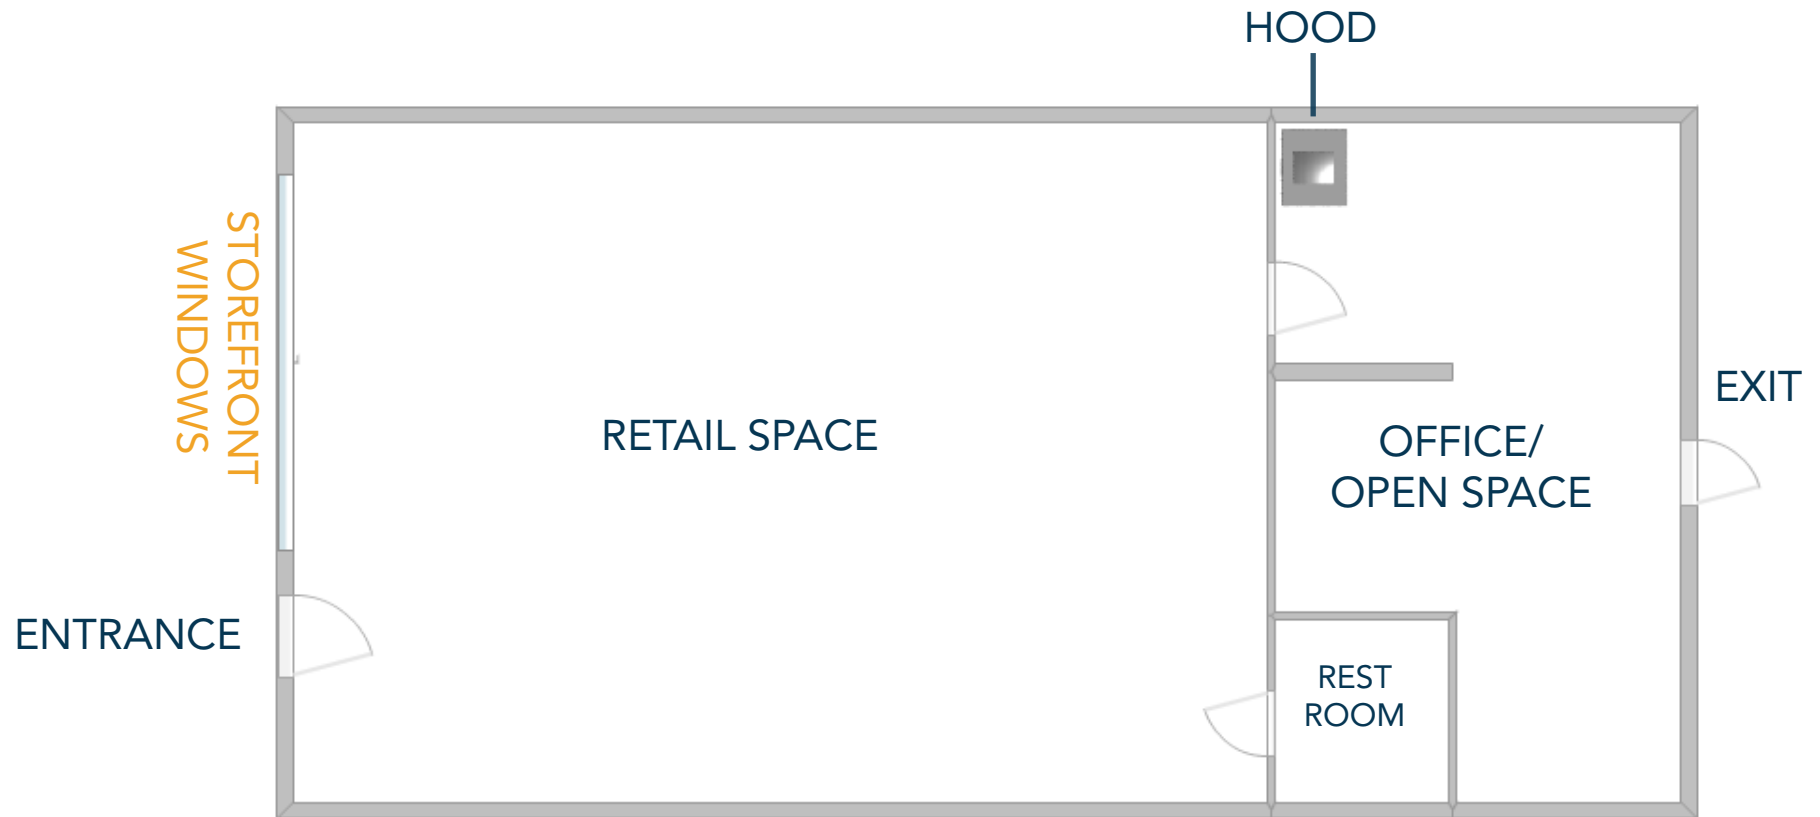 HOOD
STOREFRONT
WINDOWS
EXIT
RETAIL SPACE
OFFICE/
OPEN SPACE
ENTRANCE
REST
ROOM